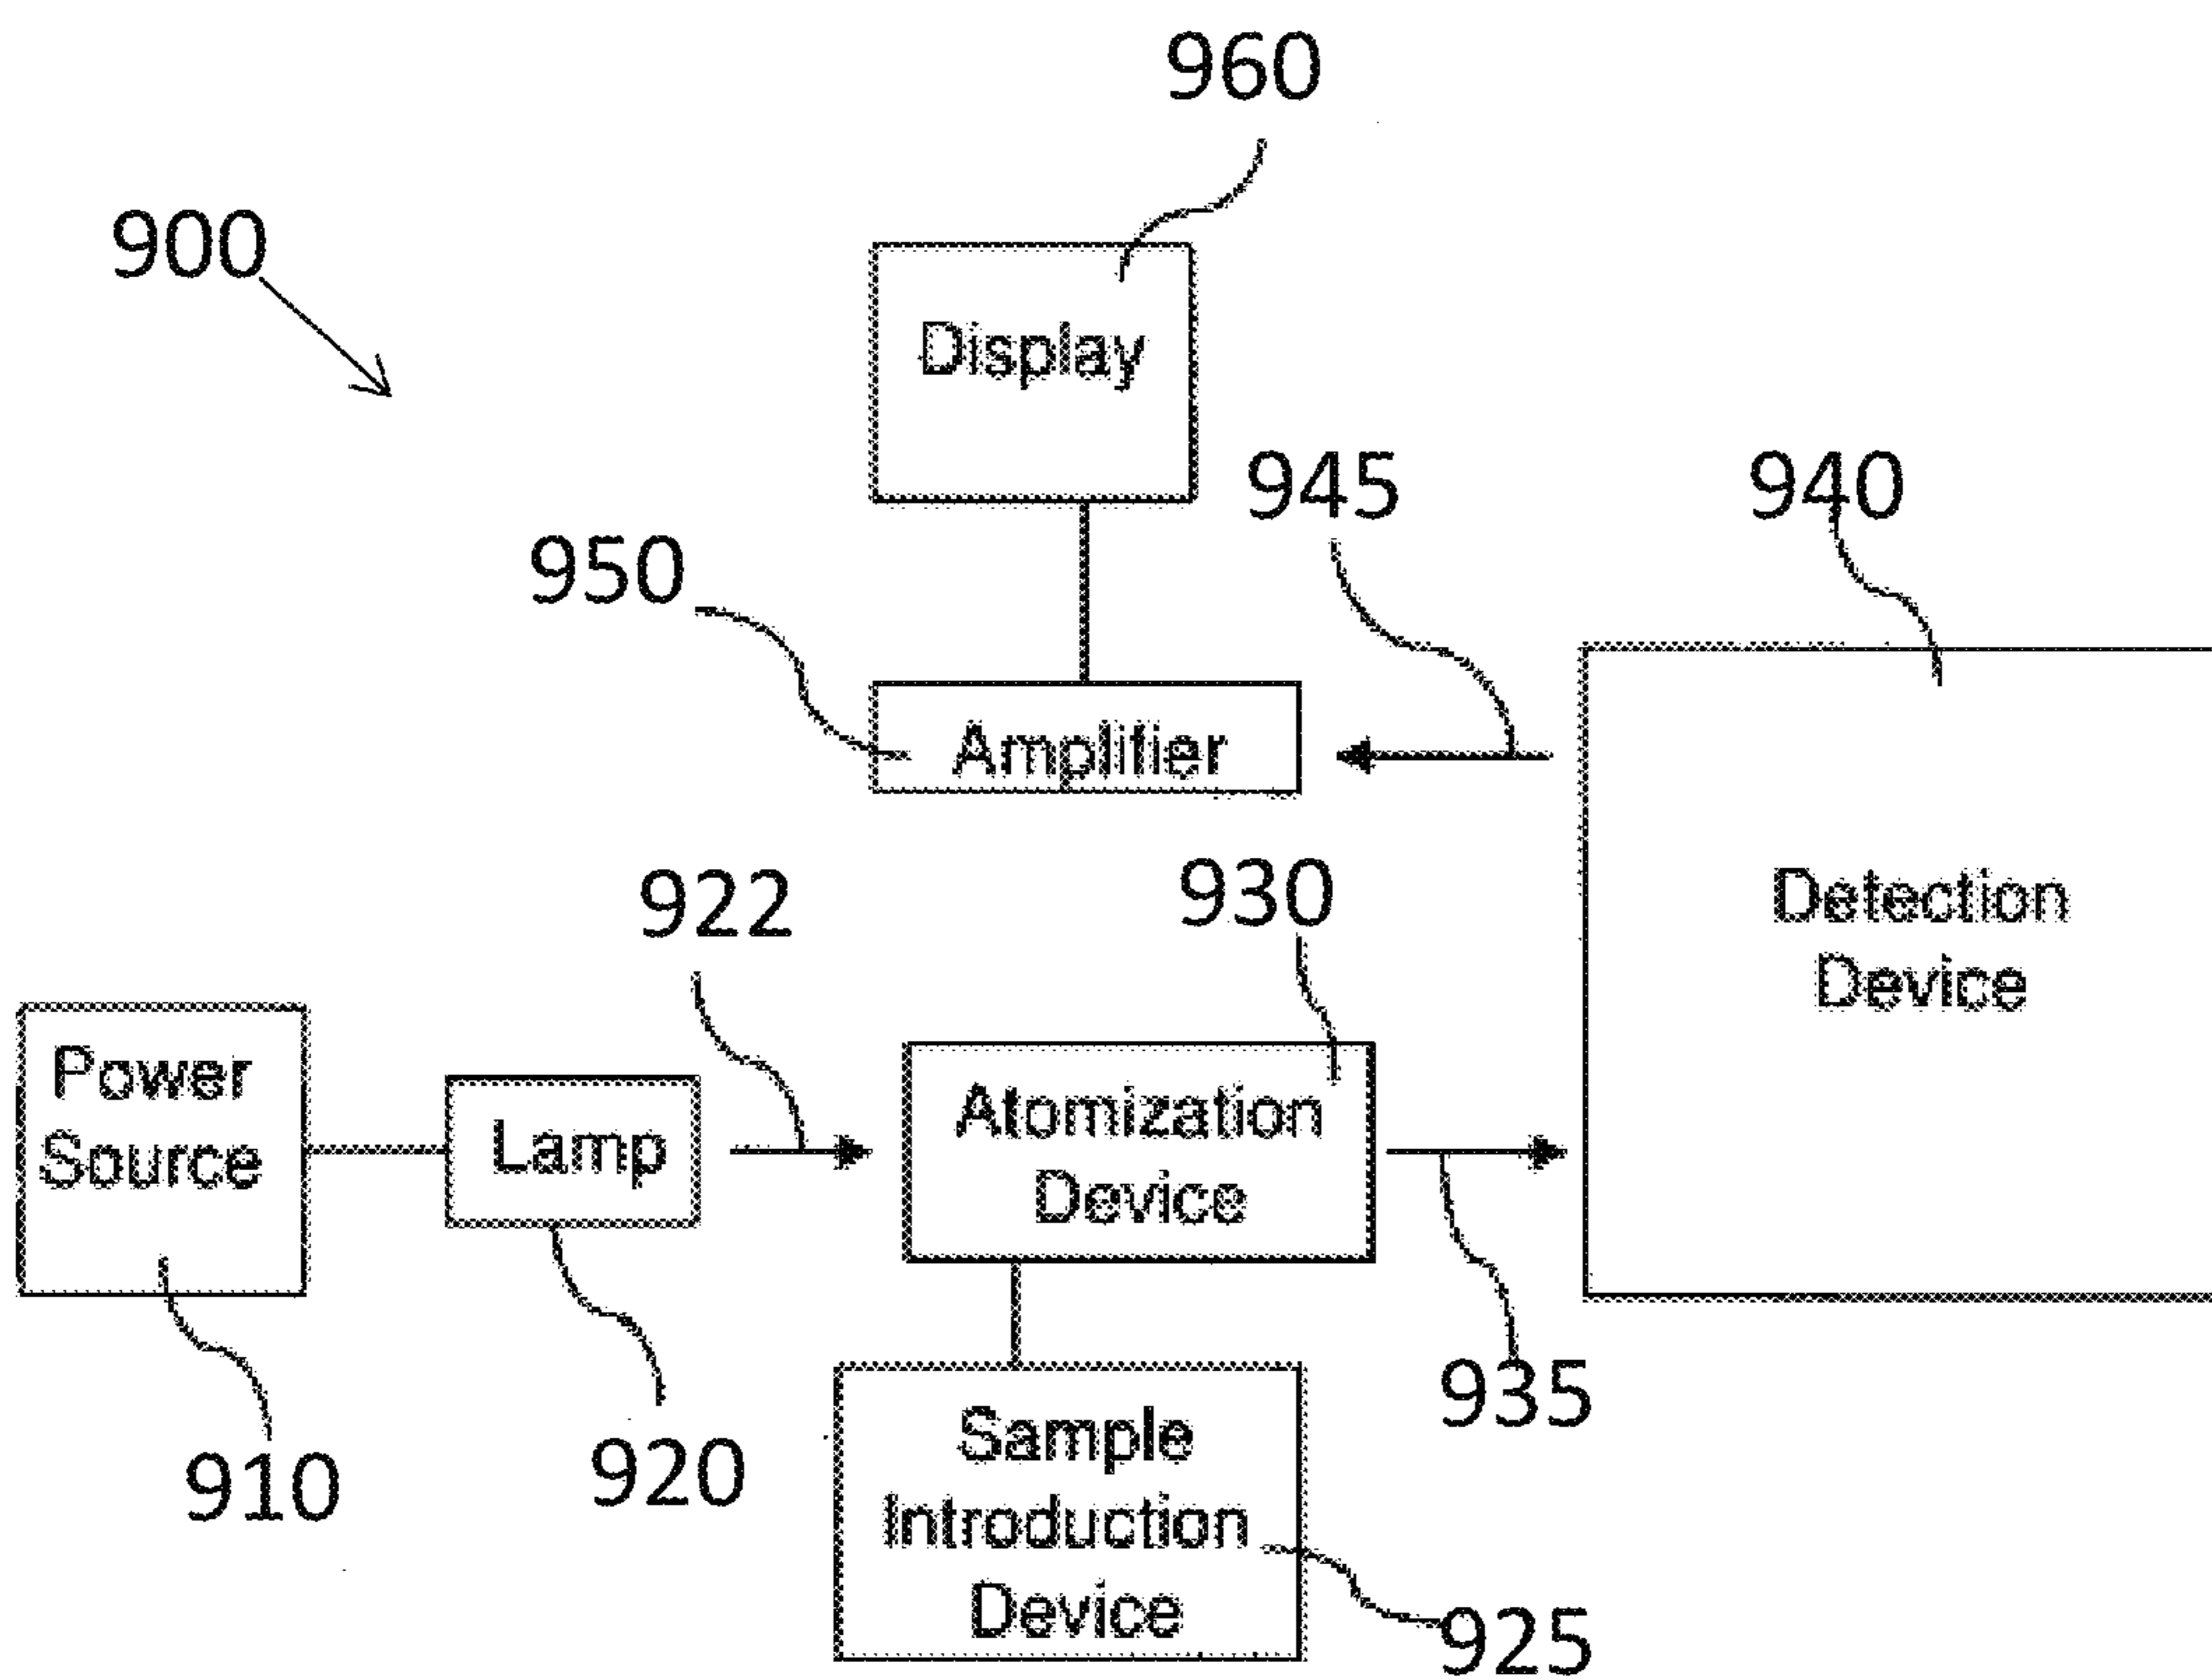 960
900
Display
945
940
950
Amplifier
922
930
Detection
Device
Power
Source
Lamp
Atomization
Device
935
910
920
Sample
Introduction
Device
925